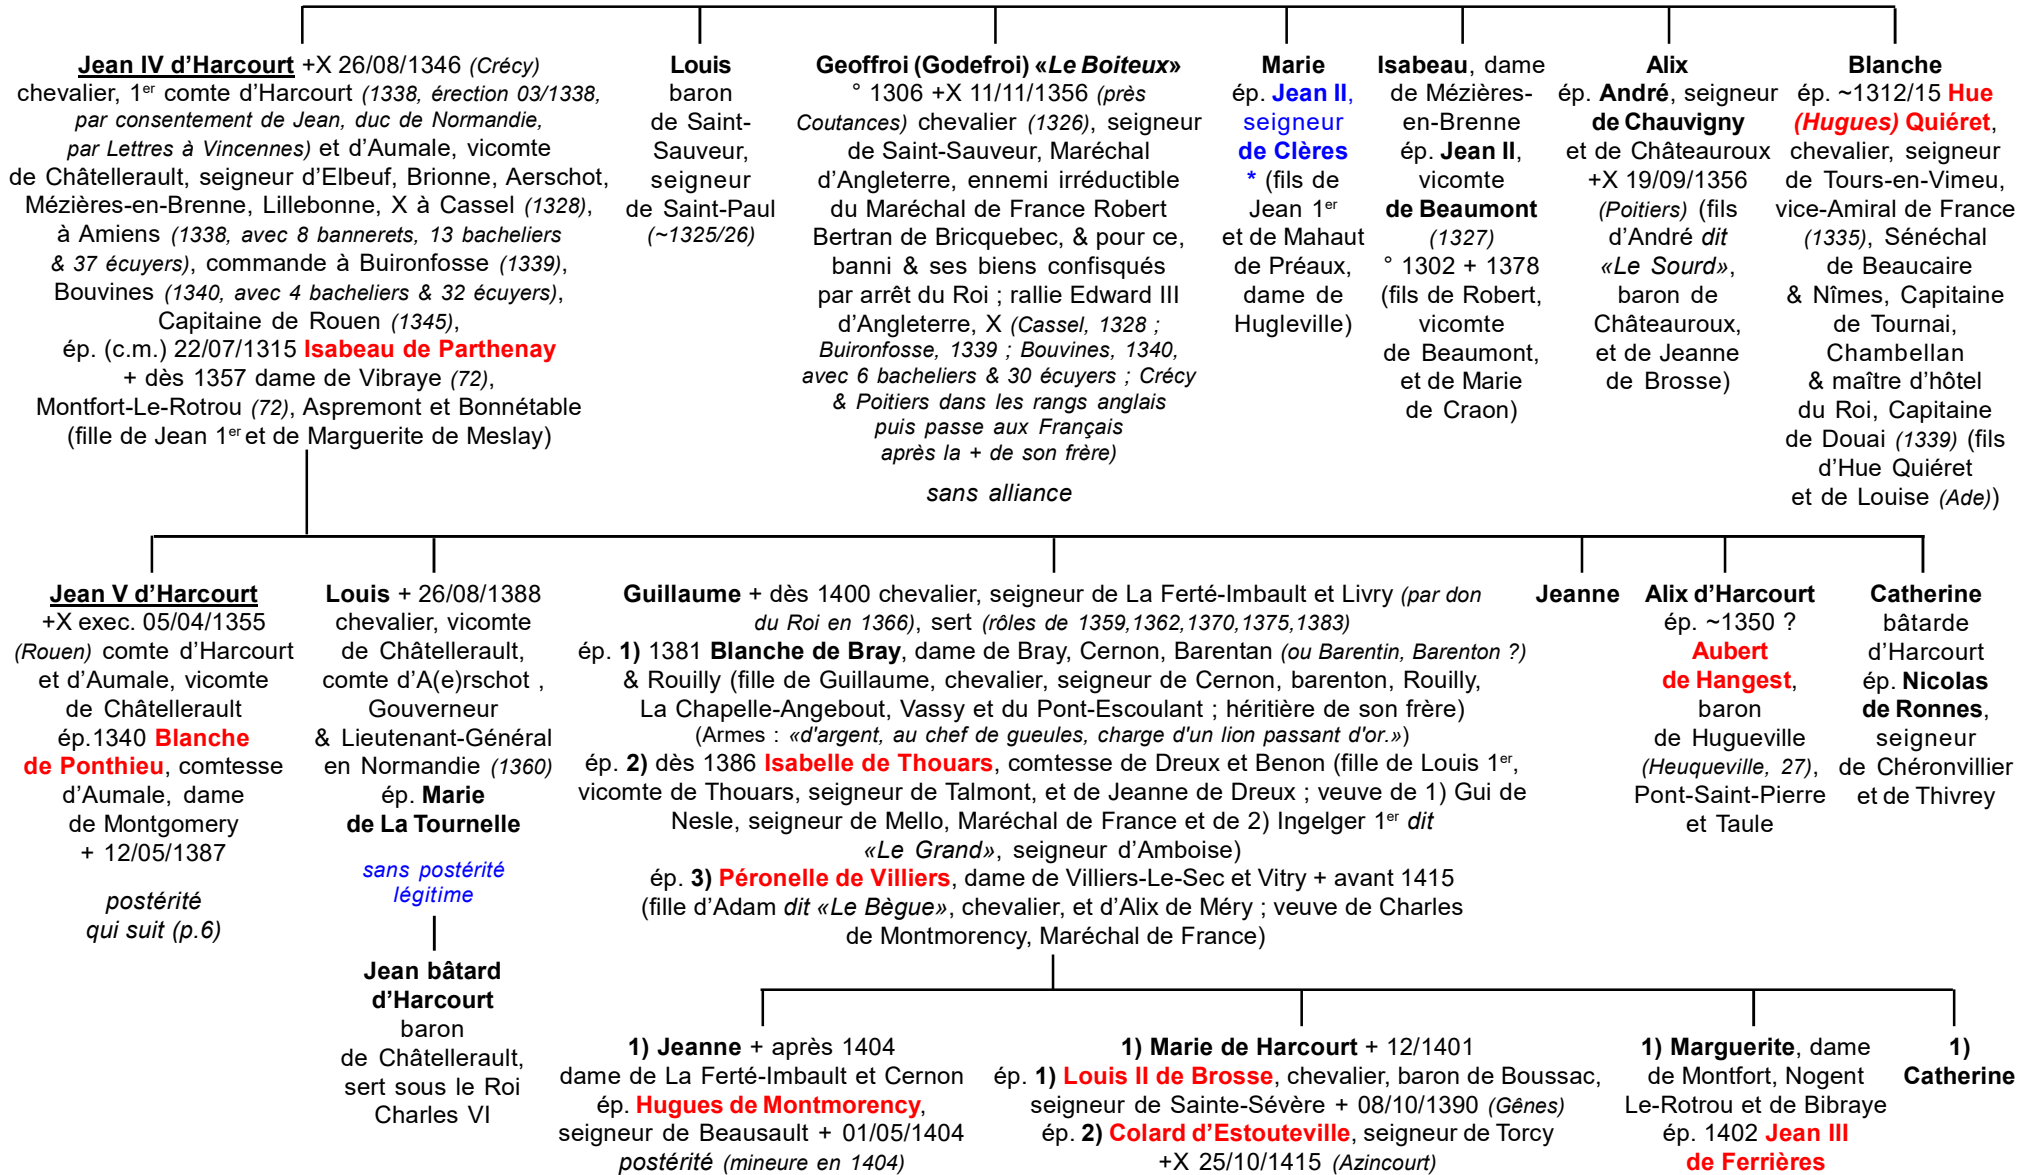 Jean IV d'Harcourt +X 26/08/1346 (Crécy)
chevalier, 1er comte d'Harcourt (1338, érection 03/1338,
par consentement de Jean, duc de Normandie,
par Lettres à Vincennes) et d'Aumale, vicomte
de Châtellerault, seigneur d'Elbeuf, Brionne, Aerschot,
Mézières-en-Brenne, Lillebonne, X à Cassel (1328),
à Amiens (1338, avec 8 bannerets, 13 bacheliers
& 37 écuyers), commande à Buironfosse (1339),
Bouvines (1340, avec 4 bacheliers & 32 écuyers),
Capitaine de Rouen (1345),
ép. (c.m.) 22/07/1315 Isabeau de Parthenay
+ dès 1357 dame de Vibraye (72),
Montfort-Le-Rotrou (72), Aspremont et Bonnétable
(fille de Jean 1er et de Marguerite de Meslay)
Louis
baron
de Saint-
Sauveur,
seigneur
de Saint-Paul
(~1325/26)
Geoffroi (Godefroi) «Le Boiteux»
° 1306 +X 11/11/1356 (près
Coutances) chevalier (1326), seigneur
de Saint-Sauveur, Maréchal
d'Angleterre, ennemi irréductible
du Maréchal de France Robert
Bertran de Bricquebec, & pour ce,
banni & ses biens confisqués
par arrêt du Roi ; rallie Edward III
d'Angleterre, X (Cassel, 1328 ;
Buironfosse, 1339 ; Bouvines, 1340,
avec 6 bacheliers & 30 écuyers ; Crécy
& Poitiers dans les rangs anglais
puis passe aux Français
après la + de son frère)
sans alliance
Marie
ép. Jean II,
seigneur
de Clères
* (fils de
Jean 1er
et de Mahaut
de Préaux,
dame de
Hugleville)
Isabeau, dame
de Mézières-
en-Brenne
ép. Jean II,
vicomte
de Beaumont
(1327)
° 1302 + 1378
(fils de Robert,
vicomte
de Beaumont,
et de Marie
de Craon)
Alix
ép. André, seigneur
de Chauvigny
et de Châteauroux
+X 19/09/1356
(Poitiers) (fils
d'André dit
«Le Sourd»,
baron de
Châteauroux,
et de Jeanne
de Brosse)
Blanche
ép. ~1312/15 Hue
(Hugues) Quiéret,
chevalier, seigneur
de Tours-en-Vimeu,
vice-Amiral de France
(1335), Sénéchal
de Beaucaire
& Nîmes, Capitaine
de Tournai,
Chambellan
& maître d'hôtel
du Roi, Capitaine
de Douai (1339) (fils
d'Hue Quiéret
et de Louise (Ade))
Jean V d'Harcourt
+X exec. 05/04/1355
(Rouen) comte d'Harcourt
et d'Aumale, vicomte
de Châtellerault
ép.1340 Blanche
de Ponthieu, comtesse
d'Aumale, dame
de Montgomery
+ 12/05/1387
postérité
qui suit (p.6)
Louis + 26/08/1388
chevalier, vicomte
de Châtellerault,
comte d'A(e)rschot ,
Gouverneur
& Lieutenant-Général
en Normandie (1360)
ép. Marie
de La Tournelle
sans postérité
légitime
Jean bâtard
d'Harcourt
baron
de Châtellerault,
sert sous le Roi
Charles VI
Guillaume + dès 1400 chevalier, seigneur de La Ferté-Imbault et Livry (par don
du Roi en 1366), sert (rôles de 1359,1362,1370,1375,1383)
ép. 1) 1381 Blanche de Bray, dame de Bray, Cernon, Barentan (ou Barentin, Barenton ?)
& Rouilly (fille de Guillaume, chevalier, seigneur de Cernon, barenton, Rouilly,
La Chapelle-Angebout, Vassy et du Pont-Escoulant ; héritière de son frère)
(Armes : «d'argent, au chef de gueules, charge d'un lion passant d'or.»)
ép. 2) dès 1386 Isabelle de Thouars, comtesse de Dreux et Benon (fille de Louis 1er,
vicomte de Thouars, seigneur de Talmont, et de Jeanne de Dreux ; veuve de 1) Gui de
Nesle, seigneur de Mello, Maréchal de France et de 2) Ingelger 1er dit
«Le Grand», seigneur d'Amboise)
ép. 3) Péronelle de Villiers, dame de Villiers-Le-Sec et Vitry + avant 1415
(fille d'Adam dit «Le Bègue», chevalier, et d'Alix de Méry ; veuve de Charles
de Montmorency, Maréchal de France)
Jeanne
Alix d'Harcourt
ép. ~1350 ?
Aubert
de Hangest,
baron
de Hugueville
(Heuqueville, 27),
Pont-Saint-Pierre
et Taule
Catherine
bâtarde
d'Harcourt
ép. Nicolas
de Ronnes,
seigneur
de Chéronvillier
et de Thivrey
1) Jeanne + après 1404
dame de La Ferté-Imbault et Cernon
ép. Hugues de Montmorency,
seigneur de Beausault + 01/05/1404
postérité (mineure en 1404)
1) Marie de Harcourt + 12/1401
ép. 1) Louis II de Brosse, chevalier, baron de Boussac,
seigneur de Sainte-Sévère + 08/10/1390 (Gênes)
ép. 2) Colard d'Estouteville, seigneur de Torcy
+X 25/10/1415 (Azincourt)
1) Marguerite, dame
de Montfort, Nogent
Le-Rotrou et de Bibraye
ép. 1402 Jean III
de Ferrières
1)
Catherine